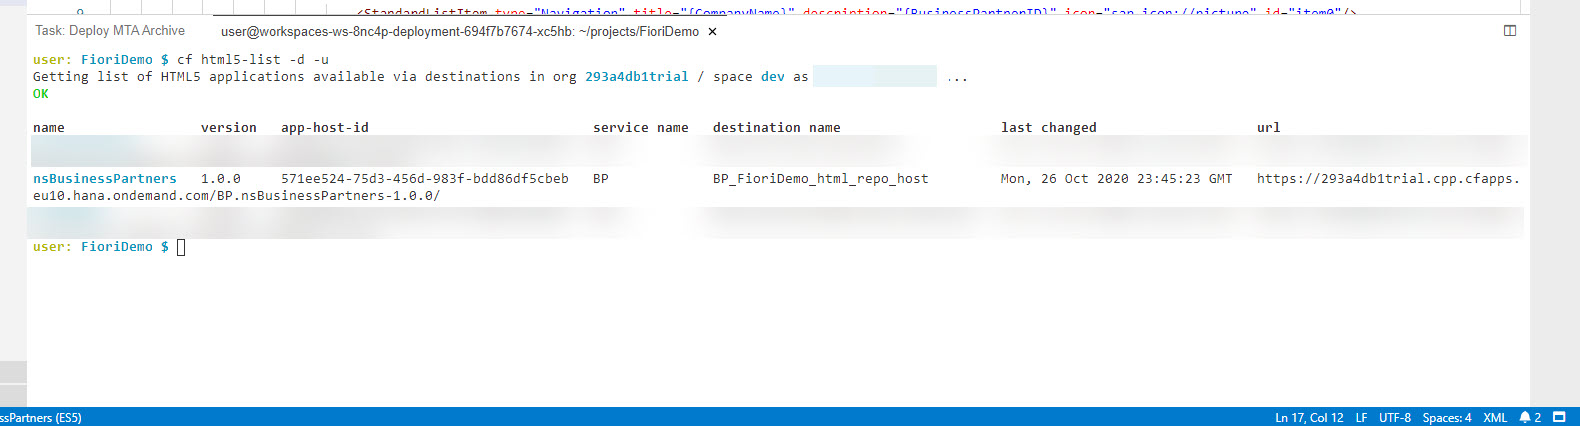 9 <StandardListItem type="Navigation" title="{CompanyName}" description="{BusinessPartnerID}" icon="sap-icon://picture" id="item0"/>
Task: Deploy MTA Archive user@workspaces-ws-8nc4p-deployment-694f7b7674-xc5hb: ~/projects/FioriDemo ×
user: FioriDemo $ cf html5-list -d -u
Getting list of HTML5 applications available via destinations in org 293a4db1trial / space dev as ...
OK
name version app-host-id service name destination name last changed url
nsBusinessPartners 1.0.0 571ee524-75d3-456d-983f-bdd86df5cbeb BP BP_FioriDemo_html_repo_host Mon, 26 Oct 2020 23:45:23 GMT https://293a4db1trial.cpp.cfapps.
eu10.hana.ondemand.com/BP.nsBusinessPartners-1.0.0/
user: FioriDemo $
ssPartners (ES5) Ln 17, Col 12 LF UTF-8 Spaces: 4 XML 2